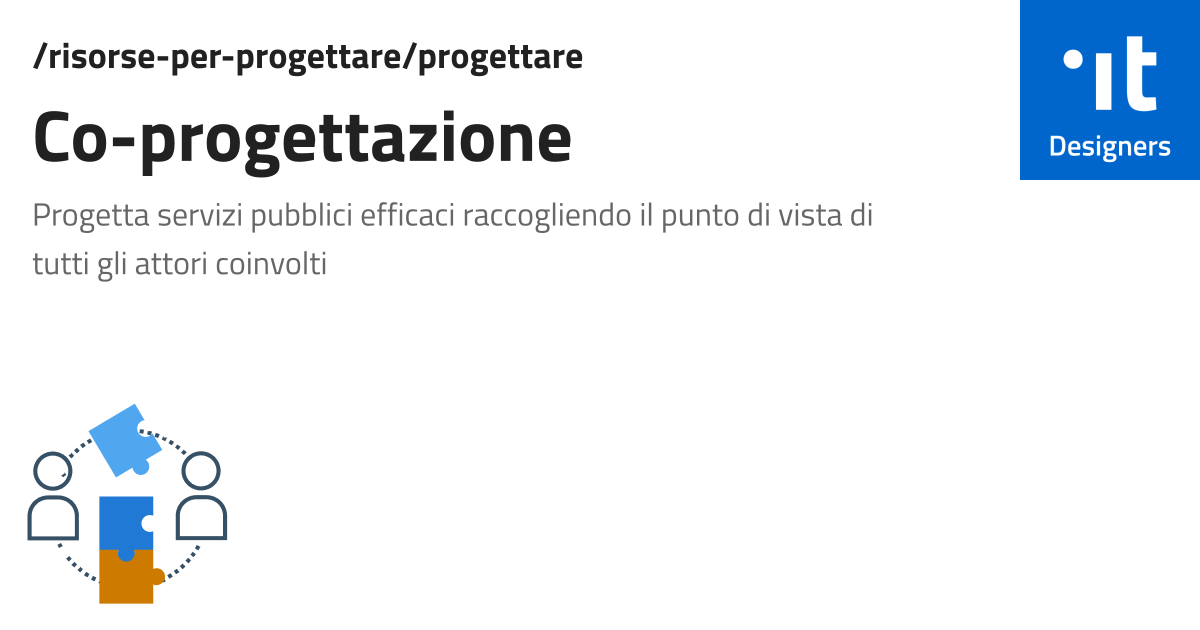 /risorse-per-progettare/progettare
Co-progettazione
Progetta servizi pubblici efficaci raccogliendo il punto di vista di
tutti gli attori coinvolti
.it
Designers